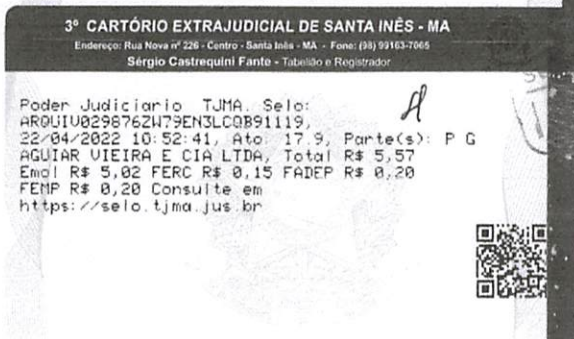 3º CARTÓRIO EXTRAJUDICIAL DE SANTA INÊS - MA
Endereço: Rua Nova nº 226 - Centro - Santa Inês - MA - Fone: (98) 99163-7065
Sérgio Castrequini Fante - Tabelião e Registrador
Poder Judiciario TJMA. Selo:
ARQUIV029876ZW79EN3LCQB91119,
22/04/2022 10:52:41, Ato: 17.9, Parte(s): P G
AGUIAR VIEIRA E CIA LTDA, Total R$ 5,57
Emol R$ 5,02 FERC R$ 0,15 FADEP R$ 0,20
FEMP R$ 0,20 Consulte em
https://selo.tjma.jus.br